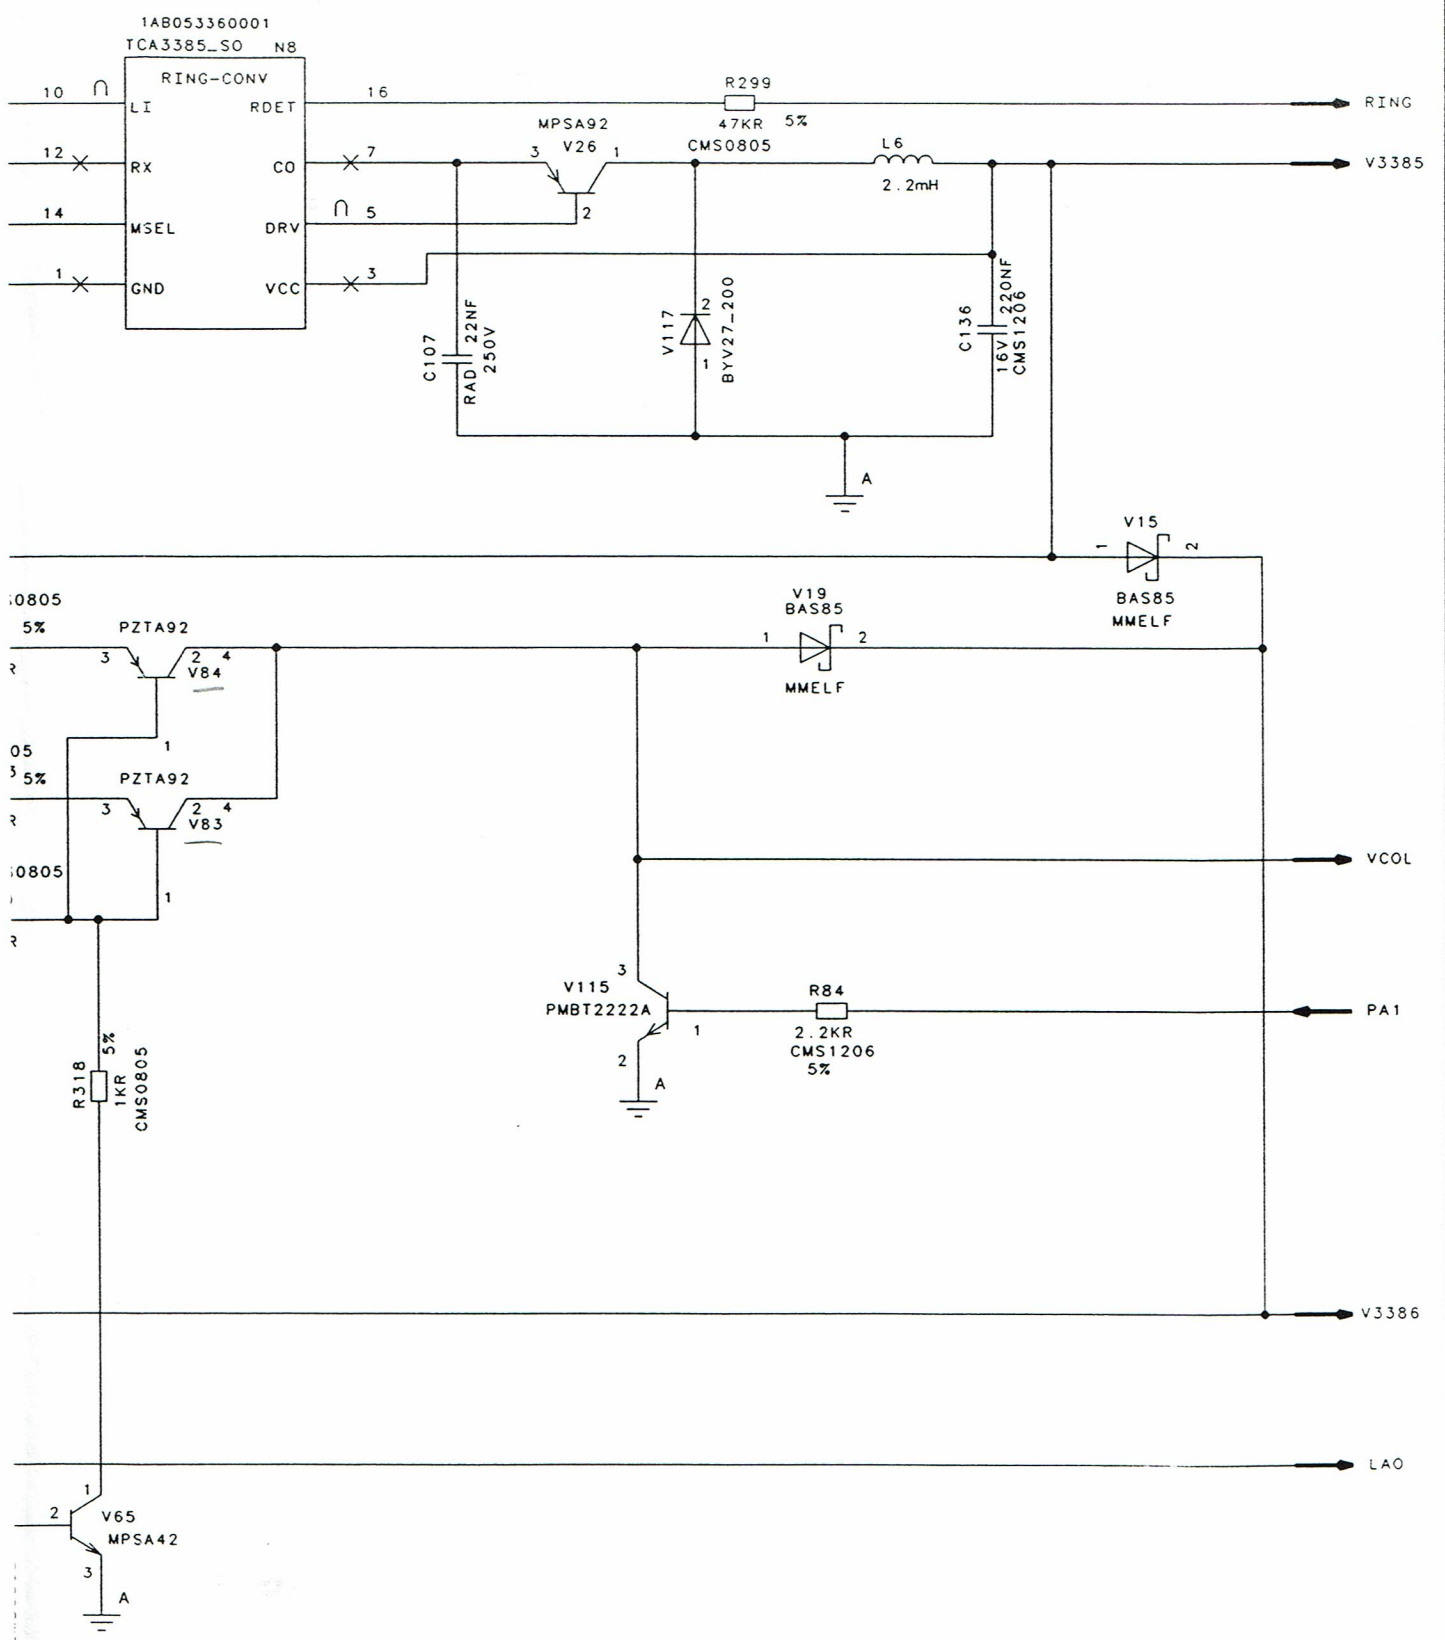 1AB053360001
TCA3385_SO N8
RING-CONV
10 LI RDET 16
R299
47KR 5%
CMS0805
RING
12 RX CO 7
MPSA92
3 V26 1
2
L6
2.2mH
V3385
14 MSEL DRV 5
1 GND VCC 3
C107
22NF
RAD 250V
V117
2
1
BYV27_200
C136
220NF
16V
CMS1206
A
V15
1 2
BAS85
MMELF
0805
5%
R
PZTA92
3 2 4
V84
1
V19
BAS85
1 2
MMELF
05
3 5%
R
PZTA92
3 2 4
V83
1
VCOL
0805
R
3
V115
PMBT2222A
1
2
A
R84
2.2KR
CMS1206
5%
PA1
R318
5%
1KR
CMS0805
V3386
LAO
1
2
V65
MPSA42
3
A